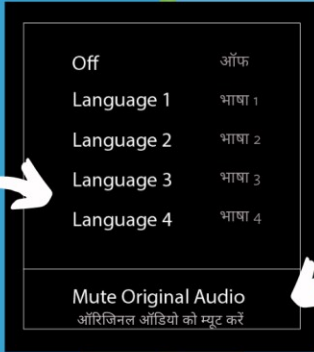 Off ऑफ
Language 1 भाषा 1
Language 2 भाषा 2
Language 3 भाषा 3
Language 4 भाषा 4
Mute Original Audio
ऑरिजिनल ऑडियो को म्यूट करें